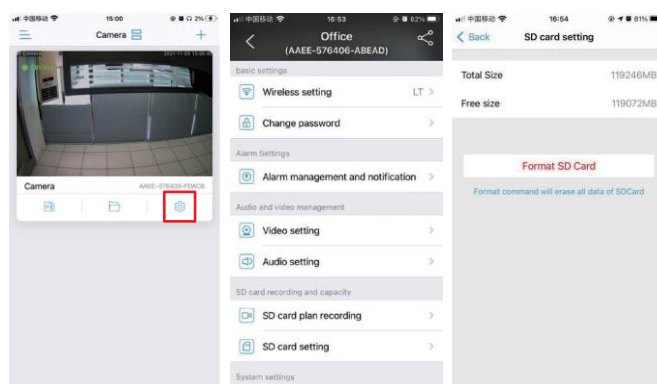 中国移动
15:00
2%
Camera
Camera
Online
Camera
AAEE-576400-FDACB
中国移动
16:53
82%
Office
(AAEE-576406-ABEAD)
basic settings
Wireless setting
LT >
Change password
Alarm Settings
Alarm management and notification
Audio and video management
Video setting
Audio setting
SD card recording and capacity
SD card plan recording
SD card setting
System settings
中国移动
16:54
81%
Back
SD card setting
Total Size
119246MB
Free size
119072MB
Format SD Card
Format command will erase all data of SDCard